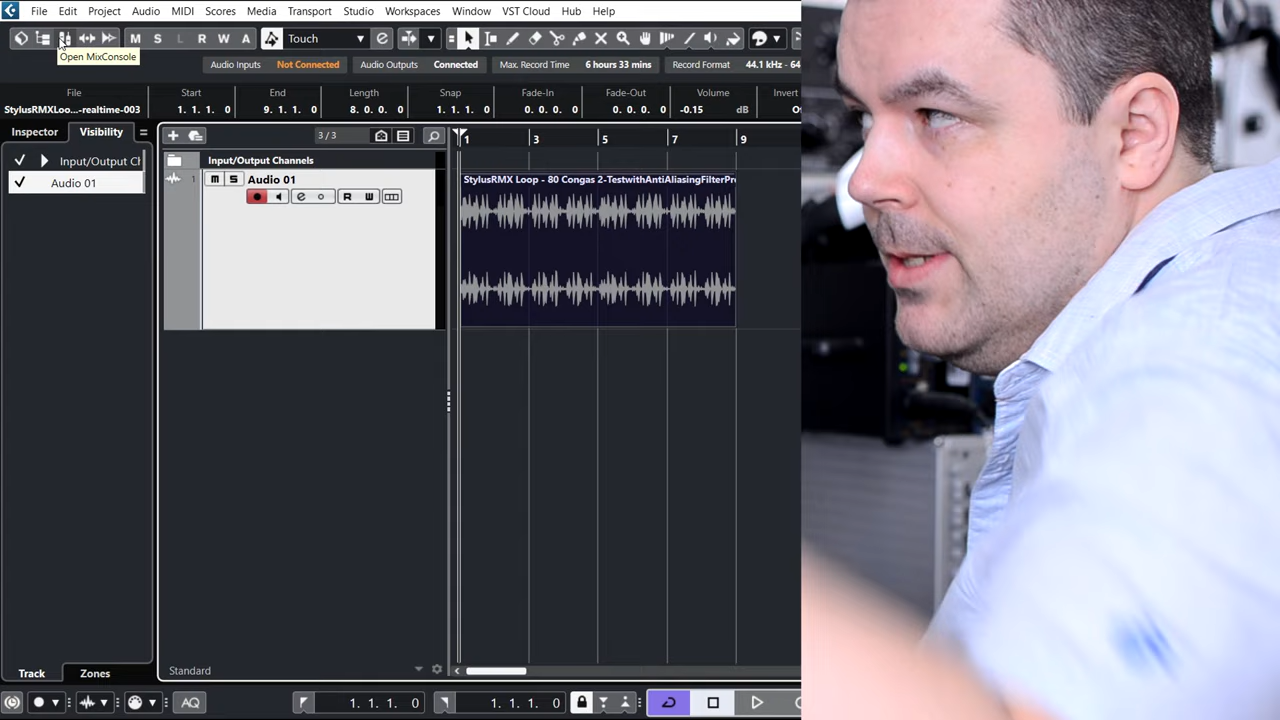 File Edit Project Audio MIDI Scores Media Transport Studio Workspaces Window VST Cloud Hub Help
M S L R W A Touch
Open MixConsole
Audio Inputs Not Connected Audio Outputs Connected Max. Record Time 6 hours 33 mins Record Format 44.1 kHz - 64
File Start End Length Snap Fade-In Fade-Out Volume Invert
StylusRMXLoo...-realtime-003 1. 1. 1. 0 9. 1. 1. 0 8. 0. 0. 0 1. 1. 1. 0 0. 0. 0. 0 0. 0. 0. 0 -0.15 dB
Inspector Visibility 3 / 3 1 3 5 7 9
Input/Output Ch
Input/Output Channels
Audio 01
1 m S Audio 01 StylusRMX Loop - 80 Congas 2-TestwithAntiAliasingFilterPr
e R W
Standard
Track Zones
AQ 1. 1. 1. 0 1. 1. 1. 0